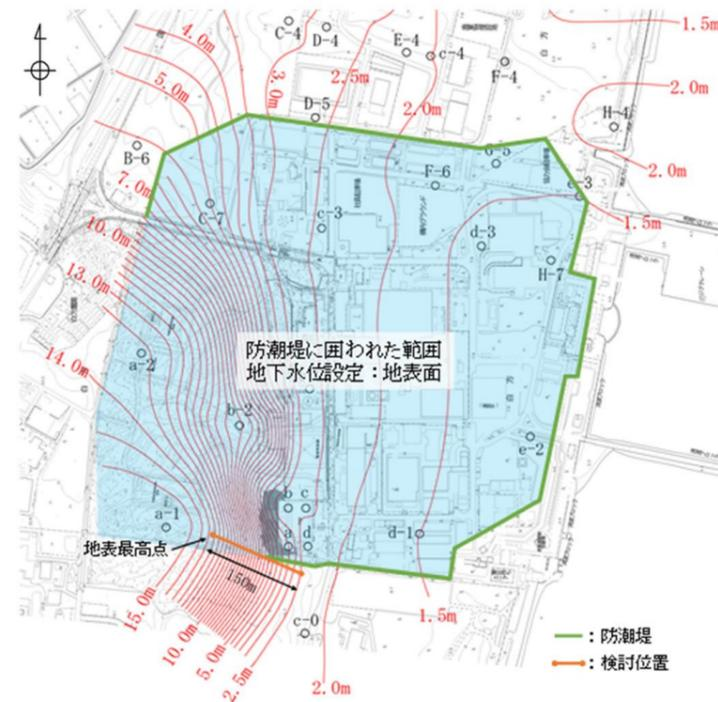 4.0m
5.0m
7.0m
10.0m
13.0m
14.0m
3.0m
2.5m
2.0m
1.5m
2.0m
2.0m
1.5m
C-4
D-4
E-4
c-4
F-4
H-4
D-5
B-6
F-6
G-5
e-3
C-7
c-3
d-3
H-7
防潮堤に囲われた範囲
地下水位設定：地表面
a-2
b-2
e-2
a-1
b
c
a
d
d-1
地表最高点
150m
15.0m
10.0m
5.0m
2.5m
c-0
2.0m
1.5m
：防潮堤
：検討位置